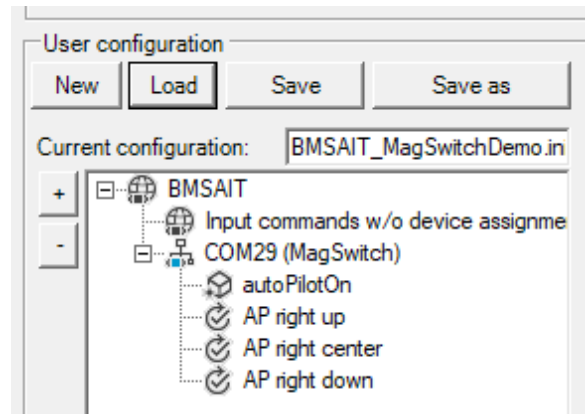 User configuration
New Load Save Save as
Current configuration: BMSAIT_MagSwitchDemo.in
+ BMSAIT
Input commands w/o device assignme
- COM29 (MagSwitch)
autoPilotOn
AP right up
AP right center
AP right down